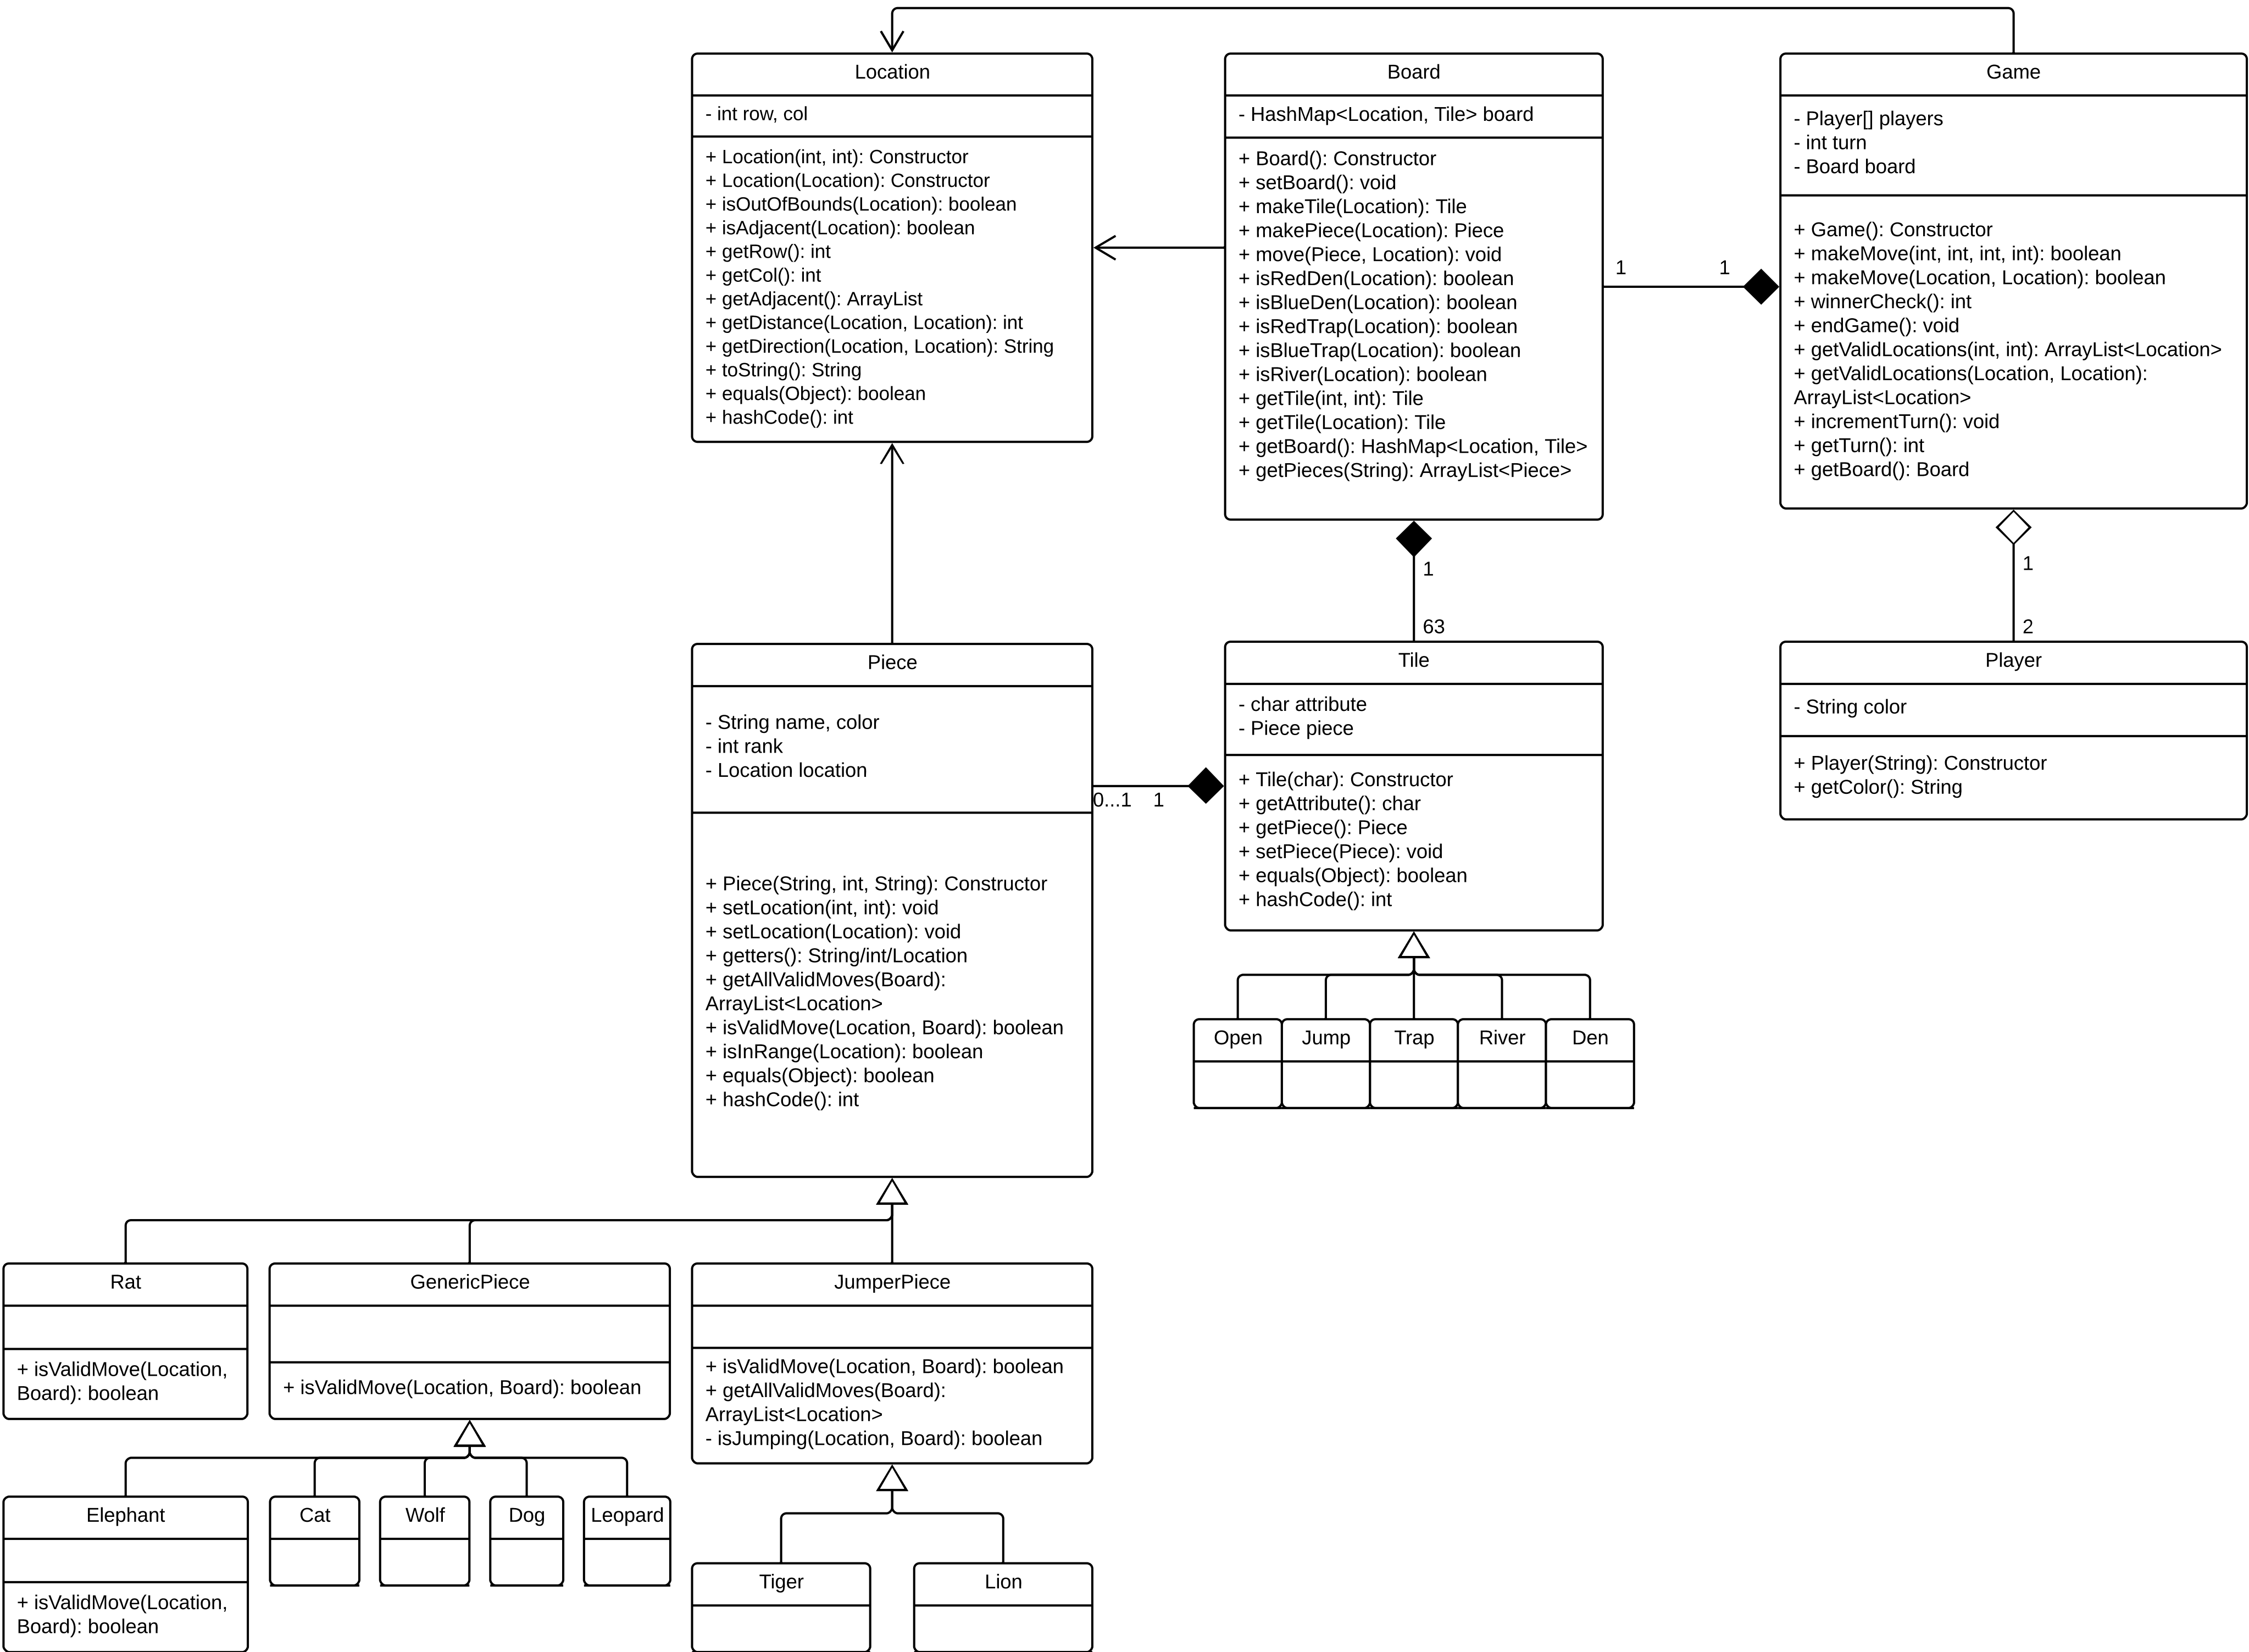 Location
- int row, col
+ Location(int, int): Constructor
+ Location(Location): Constructor
+ isOutOfBounds(Location): boolean
+ isAdjacent(Location): boolean
+ getRow(): int
+ getCol(): int
+ getAdjacent(): ArrayList
+ getDistance(Location, Location): int
+ getDirection(Location, Location): String
+ toString(): String
+ equals(Object): boolean
+ hashCode(): int
Board
- HashMap<Location, Tile> board
+ Board(): Constructor
+ setBoard(): void
+ makeTile(Location): Tile
+ makePiece(Location): Piece
+ move(Piece, Location): void
+ isRedDen(Location): boolean
+ isBlueDen(Location): boolean
+ isRedTrap(Location): boolean
+ isBlueTrap(Location): boolean
+ isRiver(Location): boolean
+ getTile(int, int): Tile
+ getTile(Location): Tile
+ getBoard(): HashMap<Location, Tile>
+ getPieces(String): ArrayList<Piece>
1 1
Game
- Player[] players
- int turn
- Board board
+ Game(): Constructor
+ makeMove(int, int, int, int): boolean
+ makeMove(Location, Location): boolean
+ winnerCheck(): int
+ endGame(): void
+ getValidLocations(int, int): ArrayList<Location>
+ getValidLocations(Location, Location):
ArrayList<Location>
+ incrementTurn(): void
+ getTurn(): int
+ getBoard(): Board
1
63
1
2
Piece
- String name, color
- int rank
- Location location
+ Piece(String, int, String): Constructor
+ setLocation(int, int): void
+ setLocation(Location): void
+ getters(): String/int/Location
+ getAllValidMoves(Board):
ArrayList<Location>
+ isValidMove(Location, Board): boolean
+ isInRange(Location): boolean
+ equals(Object): boolean
+ hashCode(): int
0...1 1
Tile
- char attribute
- Piece piece
+ Tile(char): Constructor
+ getAttribute(): char
+ getPiece(): Piece
+ setPiece(Piece): void
+ equals(Object): boolean
+ hashCode(): int
Player
- String color
+ Player(String): Constructor
+ getColor(): String
Open
Jump
Trap
River
Den
Rat
+ isValidMove(Location,
Board): boolean
GenericPiece
+ isValidMove(Location, Board): boolean
JumperPiece
+ isValidMove(Location, Board): boolean
+ getAllValidMoves(Board):
ArrayList<Location>
- isJumping(Location, Board): boolean
Elephant
+ isValidMove(Location,
Board): boolean
Cat
Wolf
Dog
Leopard
Tiger
Lion